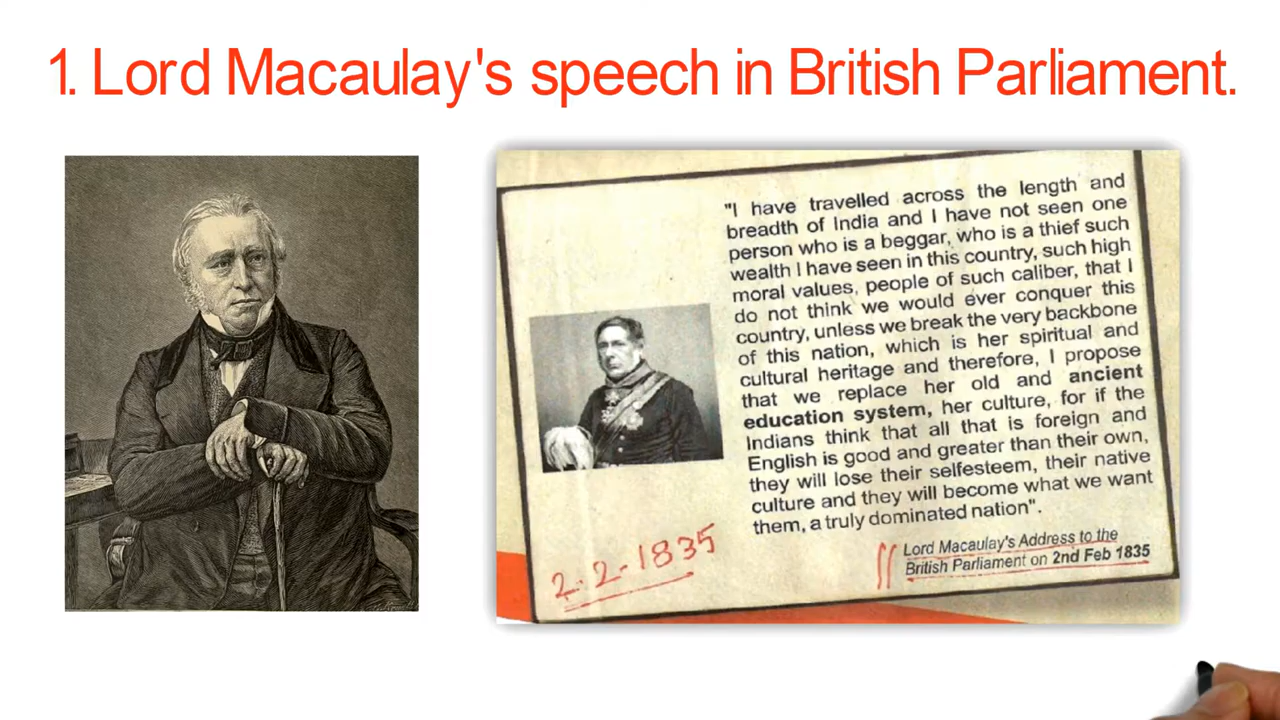 1. Lord Macaulay's speech in British Parliament.
"I have travelled across the length and
breadth of India and I have not seen one
person who is a beggar, who is a thief such
wealth I have seen in this country, such high
moral values, people of such caliber, that I
do not think we would ever conquer this
country, unless we break the very backbone
of this nation, which is her spiritual and
cultural heritage and therefore, I propose
that we replace her old and ancient
education system, her culture, for if the
Indians think that all that is foreign and
English is good and greater than their own,
they will lose their selfesteem, their native
culture and they will become what we want
them, a truly dominated nation".
2-2-1835
Lord Macaulay's Address to the
British Parliament on 2nd Feb 1835